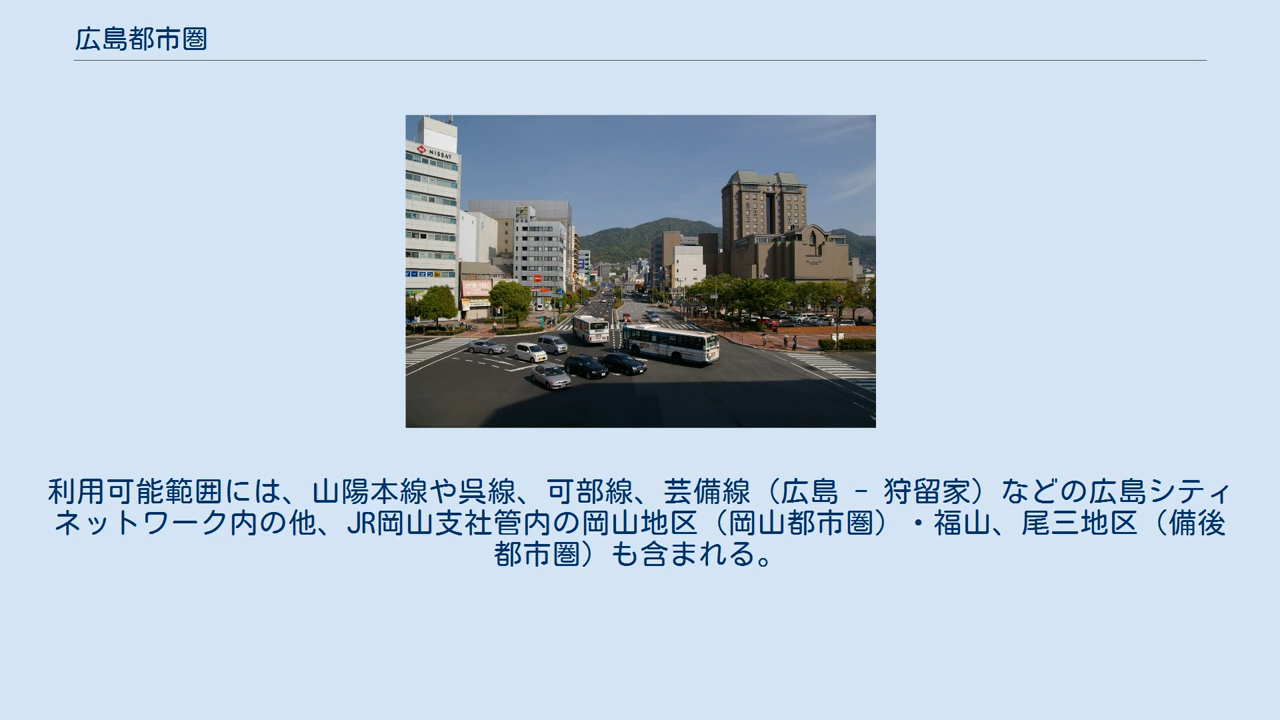 広島都市圏
NISSAY
利用可能範囲には、山陽本線や呉線、可部線、芸備線（広島 - 狩留家）などの広島シティ
ネットワーク内の他、JR岡山支社管内の岡山地区（岡山都市圏）・福山、尾三地区（備後
都市圏）も含まれる。